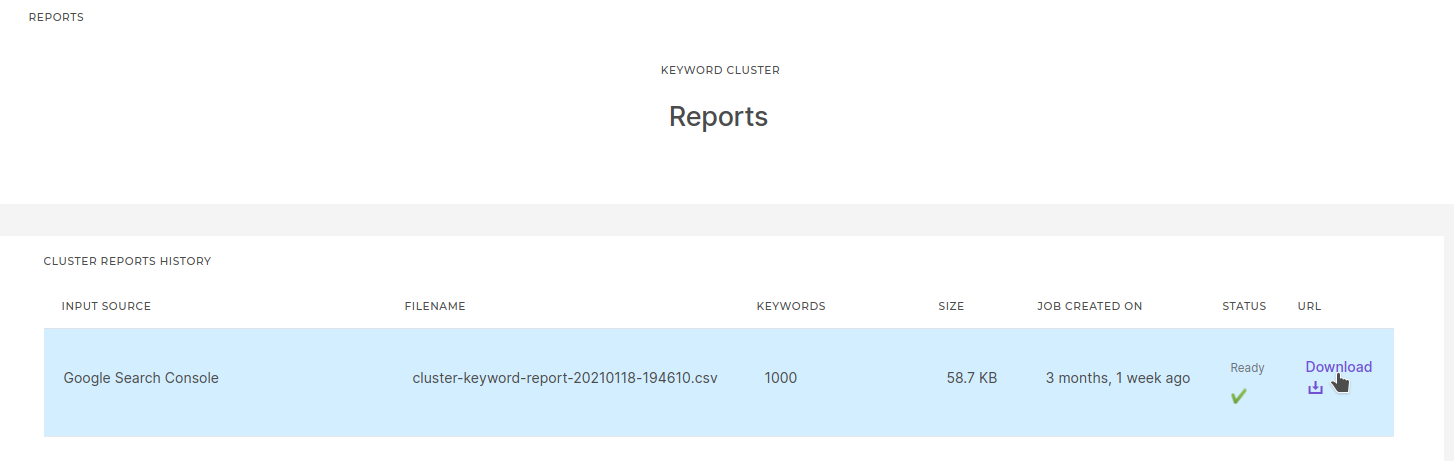 REPORTS
KEYWORD CLUSTER
Reports
CLUSTER REPORTS HISTORY
INPUT SOURCE FILENAME KEYWORDS SIZE JOB CREATED ON STATUS URL
Google Search Console cluster-keyword-report-20210118-194610.csv 1000 58.7 KB 3 months, 1 week ago Ready Download